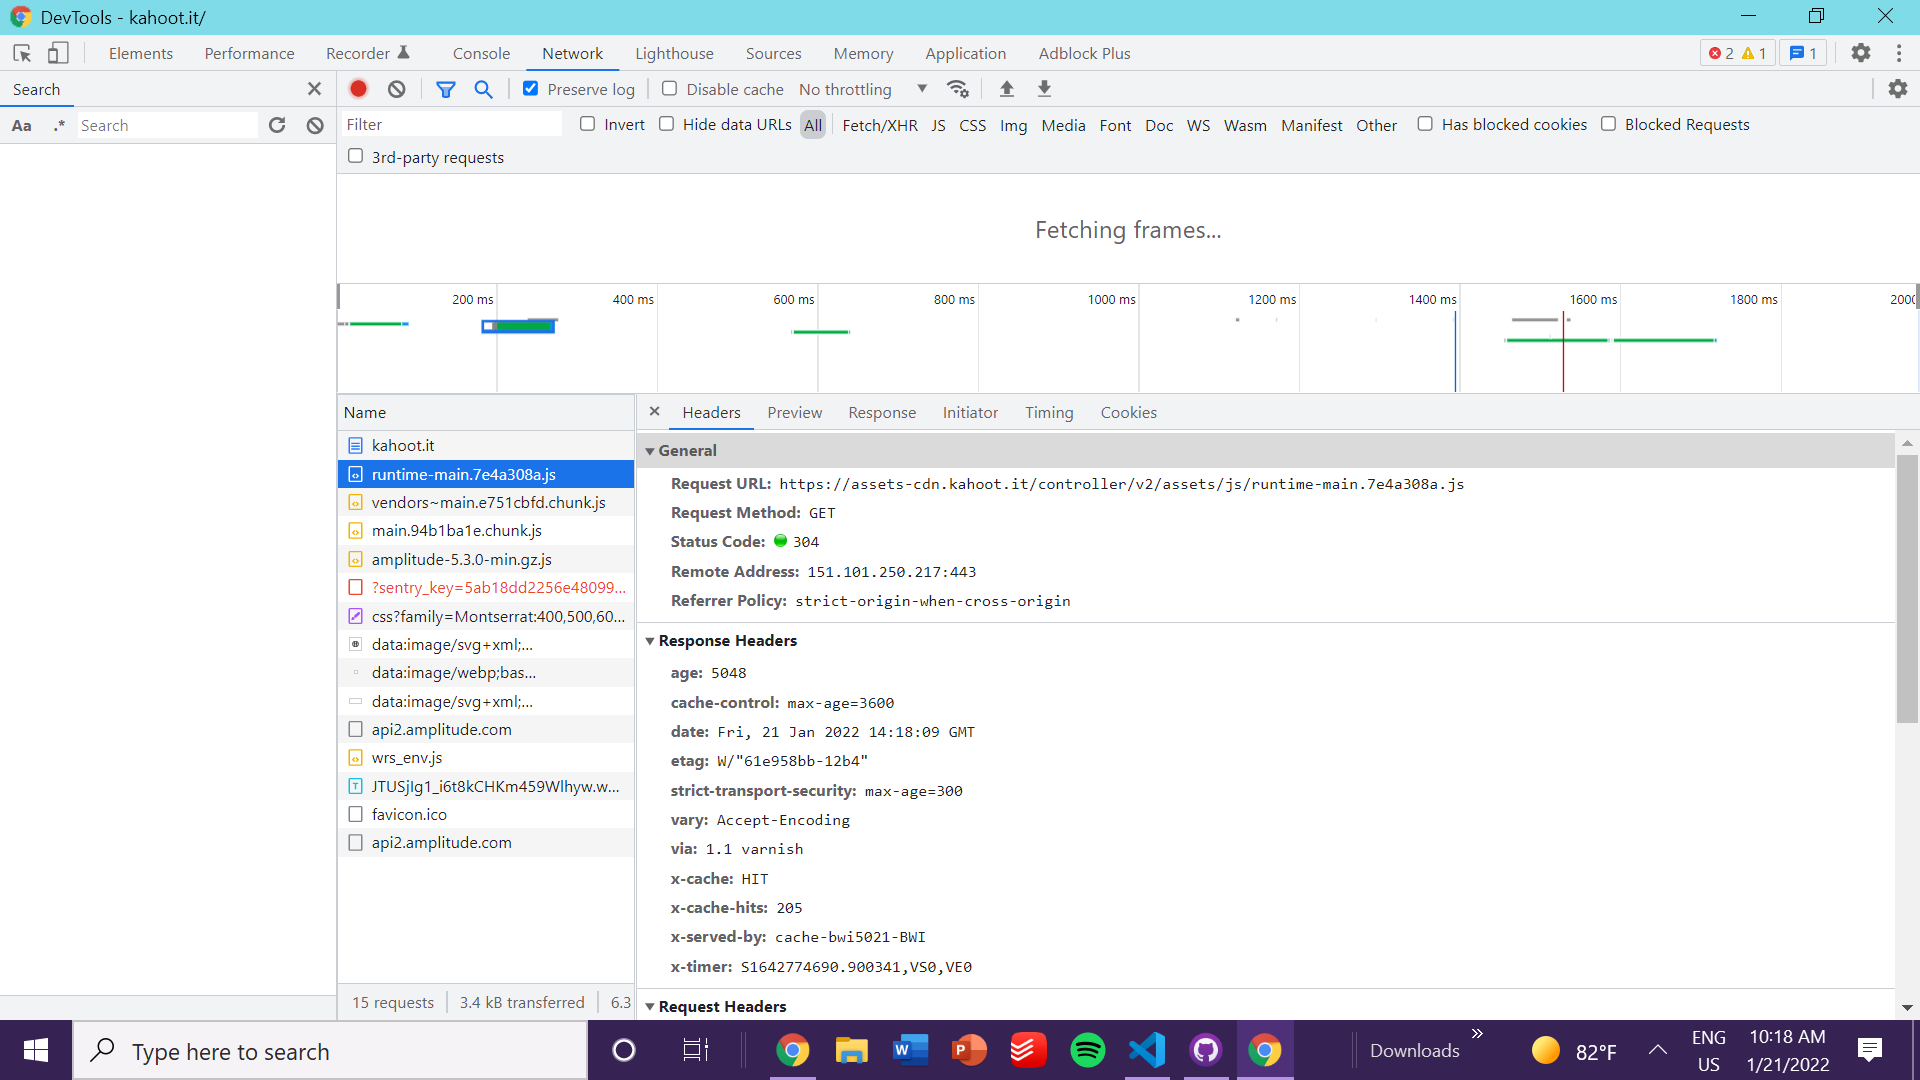 DevTools - kahoot.it/
Elements Performance Recorder Console Network Lighthouse Sources Memory Application Adblock Plus 2 1 1
Search
Preserve log Disable cache No throttling
Aa .* Search
Filter Invert Hide data URLs All Fetch/XHR JS CSS Img Media Font Doc WS Wasm Manifest Other Has blocked cookies Blocked Requests
3rd-party requests
Fetching frames...
200 ms 400 ms 600 ms 800 ms 1000 ms 1200 ms 1400 ms 1600 ms 1800 ms 200
Name
kahoot.it
runtime-main.7e4a308a.js
vendors~main.e751cbfd.chunk.js
main.94b1ba1e.chunk.js
amplitude-5.3.0-min.gz.js
?sentry_key=5ab18dd2256e48099...
css?family=Montserrat:400,500,60...
data:image/svg+xml;...
data:image/webp;bas...
data:image/svg+xml;...
api2.amplitude.com
wrs_env.js
JTUSjIg1_i6t8kCHKm459Wlhyw.w...
favicon.ico
api2.amplitude.com
15 requests 3.4 kB transferred 6.3
Headers Preview Response Initiator Timing Cookies
General
Request URL: https://assets-cdn.kahoot.it/controller/v2/assets/js/runtime-main.7e4a308a.js
Request Method: GET
Status Code: 304
Remote Address: 151.101.250.217:443
Referrer Policy: strict-origin-when-cross-origin
Response Headers
age: 5048
cache-control: max-age=3600
date: Fri, 21 Jan 2022 14:18:09 GMT
etag: W/"61e958bb-12b4"
strict-transport-security: max-age=300
vary: Accept-Encoding
via: 1.1 varnish
x-cache: HIT
x-cache-hits: 205
x-served-by: cache-bwi5021-BWI
x-timer: S1642774690.900341,VS0,VE0
Request Headers
Type here to search
Downloads
82°F
ENG
US
10:18 AM
1/21/2022